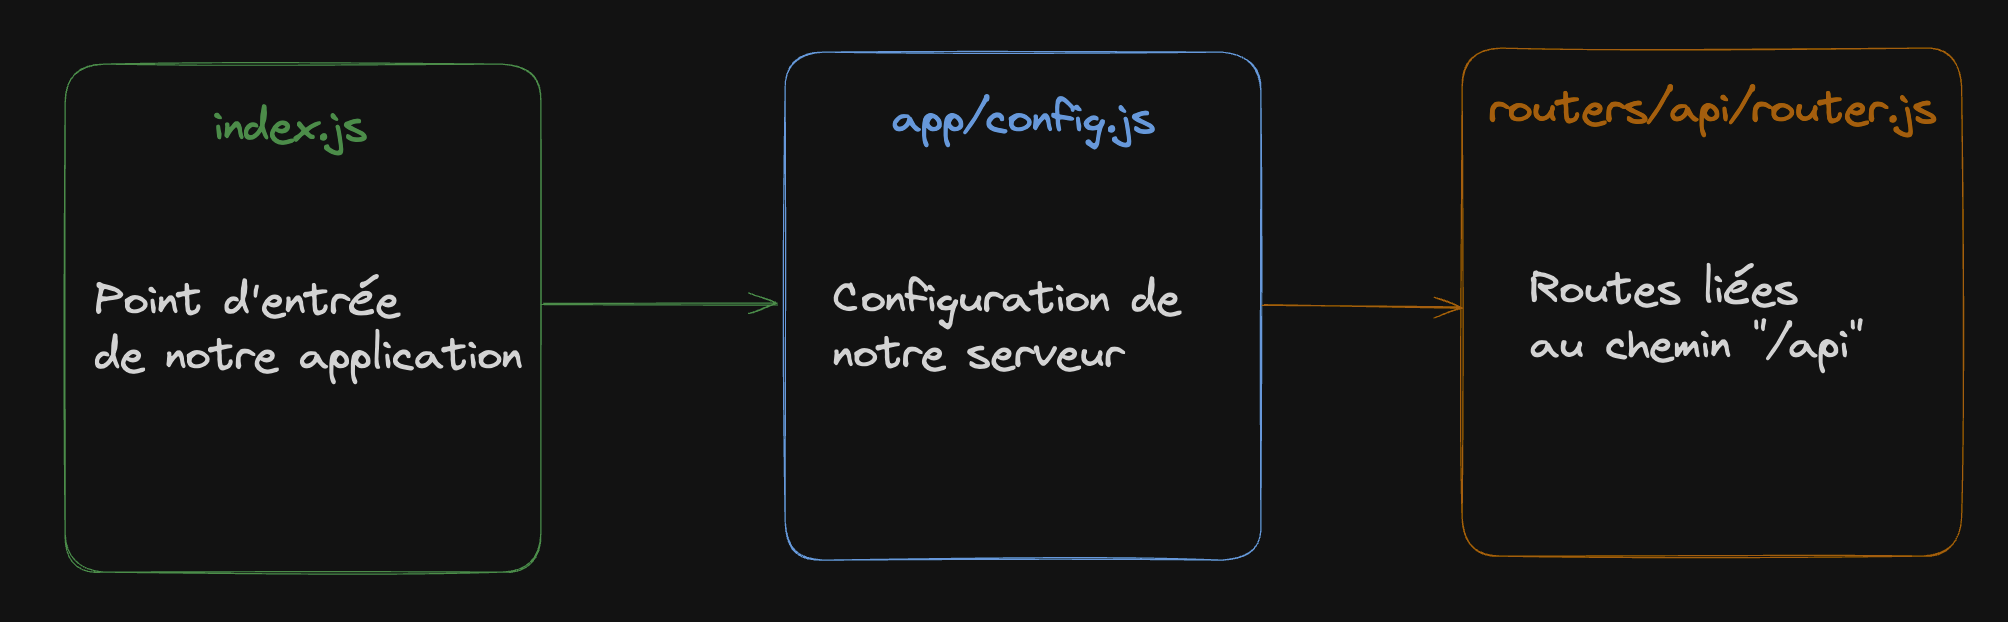 index.js
Point d'entrée
de notre application
app/config.js
Configuration de
notre serveur
routers/api/router.js
Routes liées
au chemin "/api"